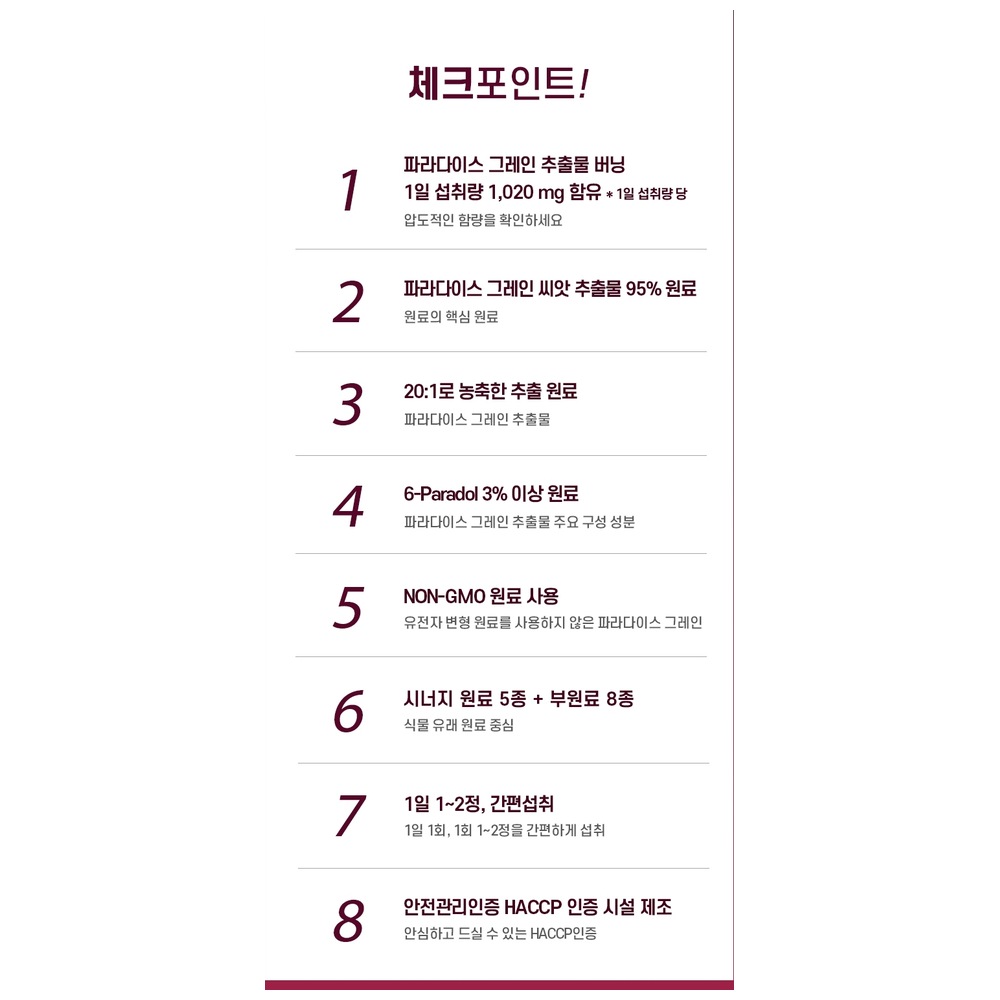 체크포인트!
1
파라다이스 그레인 추출물 버닝
1일 섭취량 1,020 mg 함유 * 1일 섭취량 당
압도적인 함량을 확인하세요
2
파라다이스 그레인 씨앗 추출물 95% 원료
원료의 핵심 원료
3
20:1로 농축한 추출 원료
파라다이스 그레인 추출물
4
6-Paradol 3% 이상 원료
파라다이스 그레인 추출물 주요 구성 성분
5
NON-GMO 원료 사용
유전자 변형 원료를 사용하지 않은 파라다이스 그레인
6
시너지 원료 5종 + 부원료 8종
식물 유래 원료 중심
7
1일 1~2정, 간편섭취
1일 1회, 1회 1~2정을 간편하게 섭취
8
안전관리인증 HACCP 인증 시설 제조
안심하고 드실 수 있는 HACCP인증